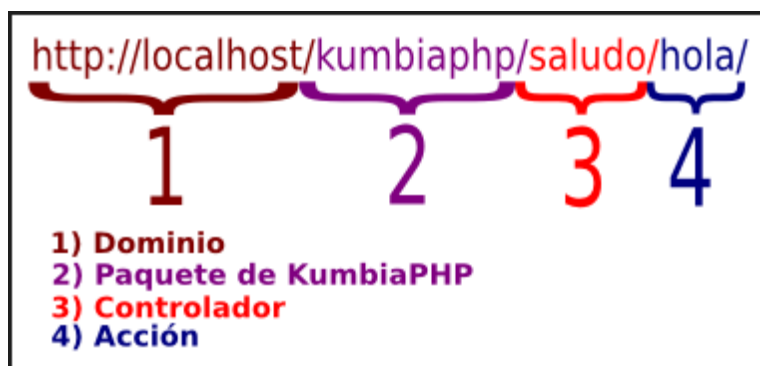 http://localhost/kumbiaphp/saludo/hola/
1 2 3 4
1) Dominio
2) Paquete de KumbiaPHP
3) Controlador
4) Acción